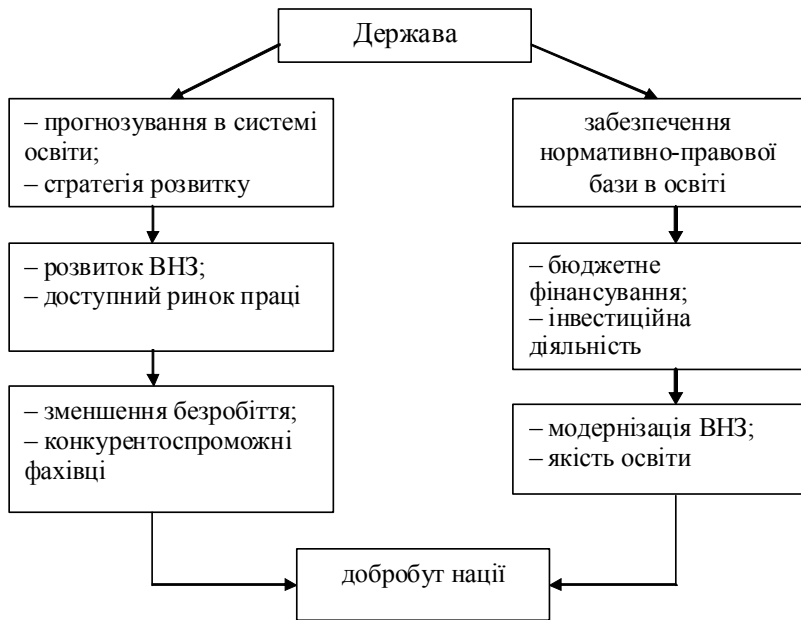 Держава
– прогнозування в системі
освіти;
– стратегія розвитку
забезпечення
нормативно-правової
бази в освіті
– розвиток ВНЗ;
– доступний ринок праці
– бюджетне
фінансування;
– інвестиційна
діяльність
– зменшення безробіття;
– конкурентоспроможні
фахівці
– модернізація ВНЗ;
– якість освіти
добробут нації